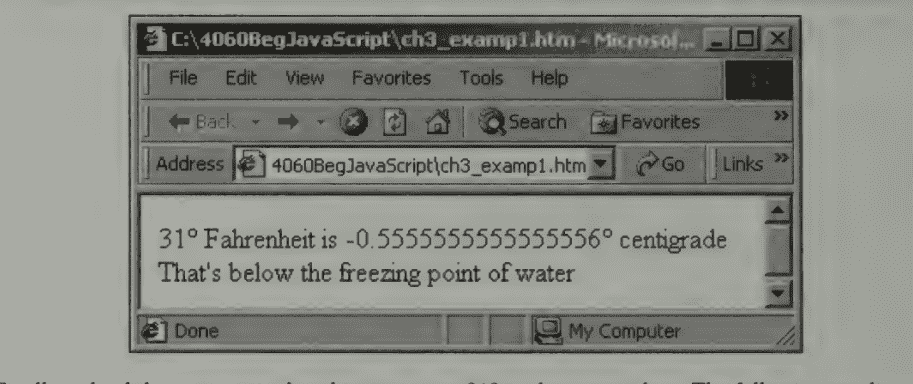 C:\4060BegJavaScript\ch3_examp1.htm - Microsof...
File Edit View Favorites Tools Help
Back Search Favorites »
Address 4060BegJavaScript\ch3_examp1.htm Go Links »
31° Fahrenheit is -0.5555555555555556° centigrade
That's below the freezing point of water
Done My Computer